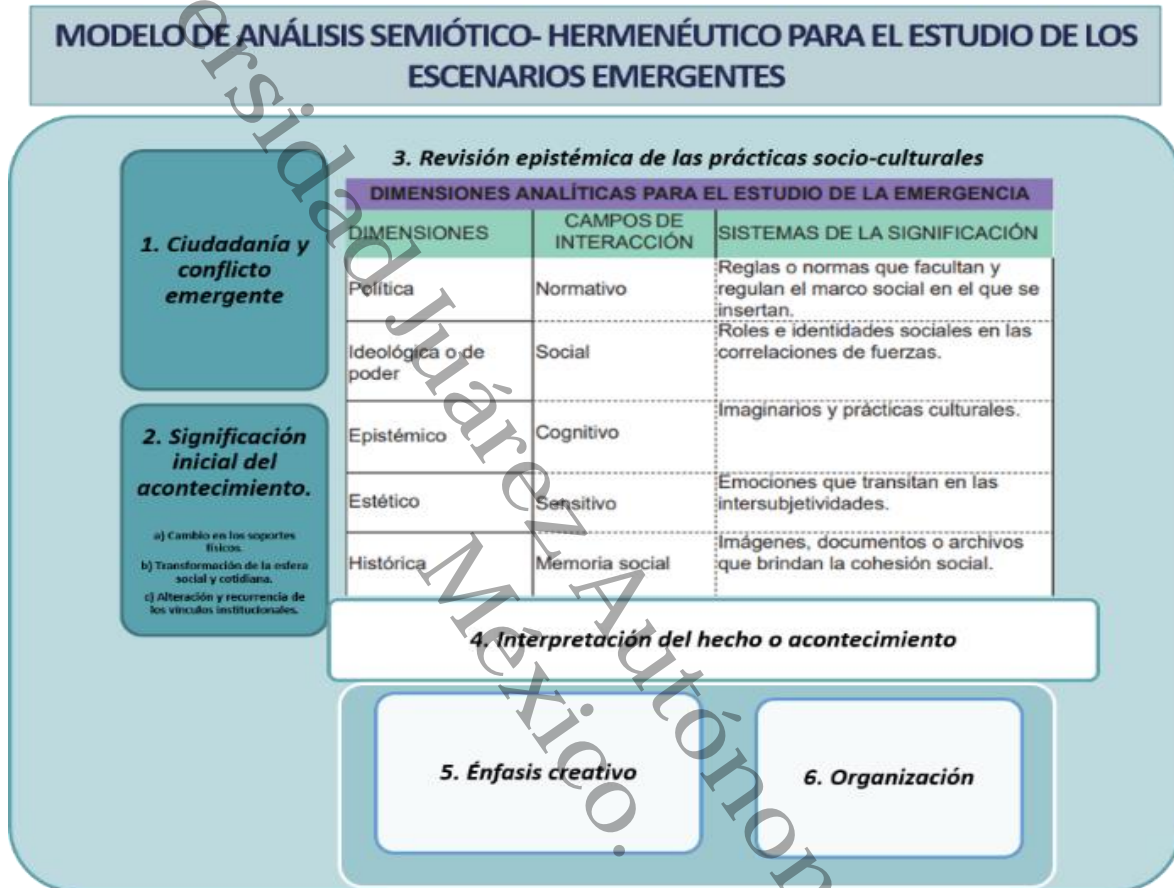 MODELO DE ANÁLISIS SEMIÓTICO- HERMENÉUTICO PARA EL ESTUDIO DE LOS
ESCENARIOS EMERGENTES
1. Ciudadanía y
conflicto
emergente
2. Significación
inicial del
acontecimiento.
a) Cambio en los soportes
físicos.
b) Transformación de la esfera
social y cotidiana.
c) Alteración y recurrencia de
los vínculos institucionales.
3. Revisión epistémica de las prácticas socio-culturales
DIMENSIONES ANALÍTICAS PARA EL ESTUDIO DE LA EMERGENCIA
DIMENSIONES
CAMPOS DE
INTERACCIÓN
SISTEMAS DE LA SIGNIFICACIÓN
Política
Normativo
Reglas o normas que facultan y
regulan el marco social en el que se
insertan.
Ideológica o de
poder
Social
Roles e identidades sociales en las
correlaciones de fuerzas.
Epistémico
Cognitivo
Imaginarios y prácticas culturales.
Estético
Sensitivo
Emociones que transitan en las
intersubjetividades.
Histórica
Memoria social
Imágenes, documentos o archivos
que brindan la cohesión social.
4. Interpretación del hecho o acontecimiento
5. Énfasis creativo
6. Organización
ersidad Juárez Autónon
México.